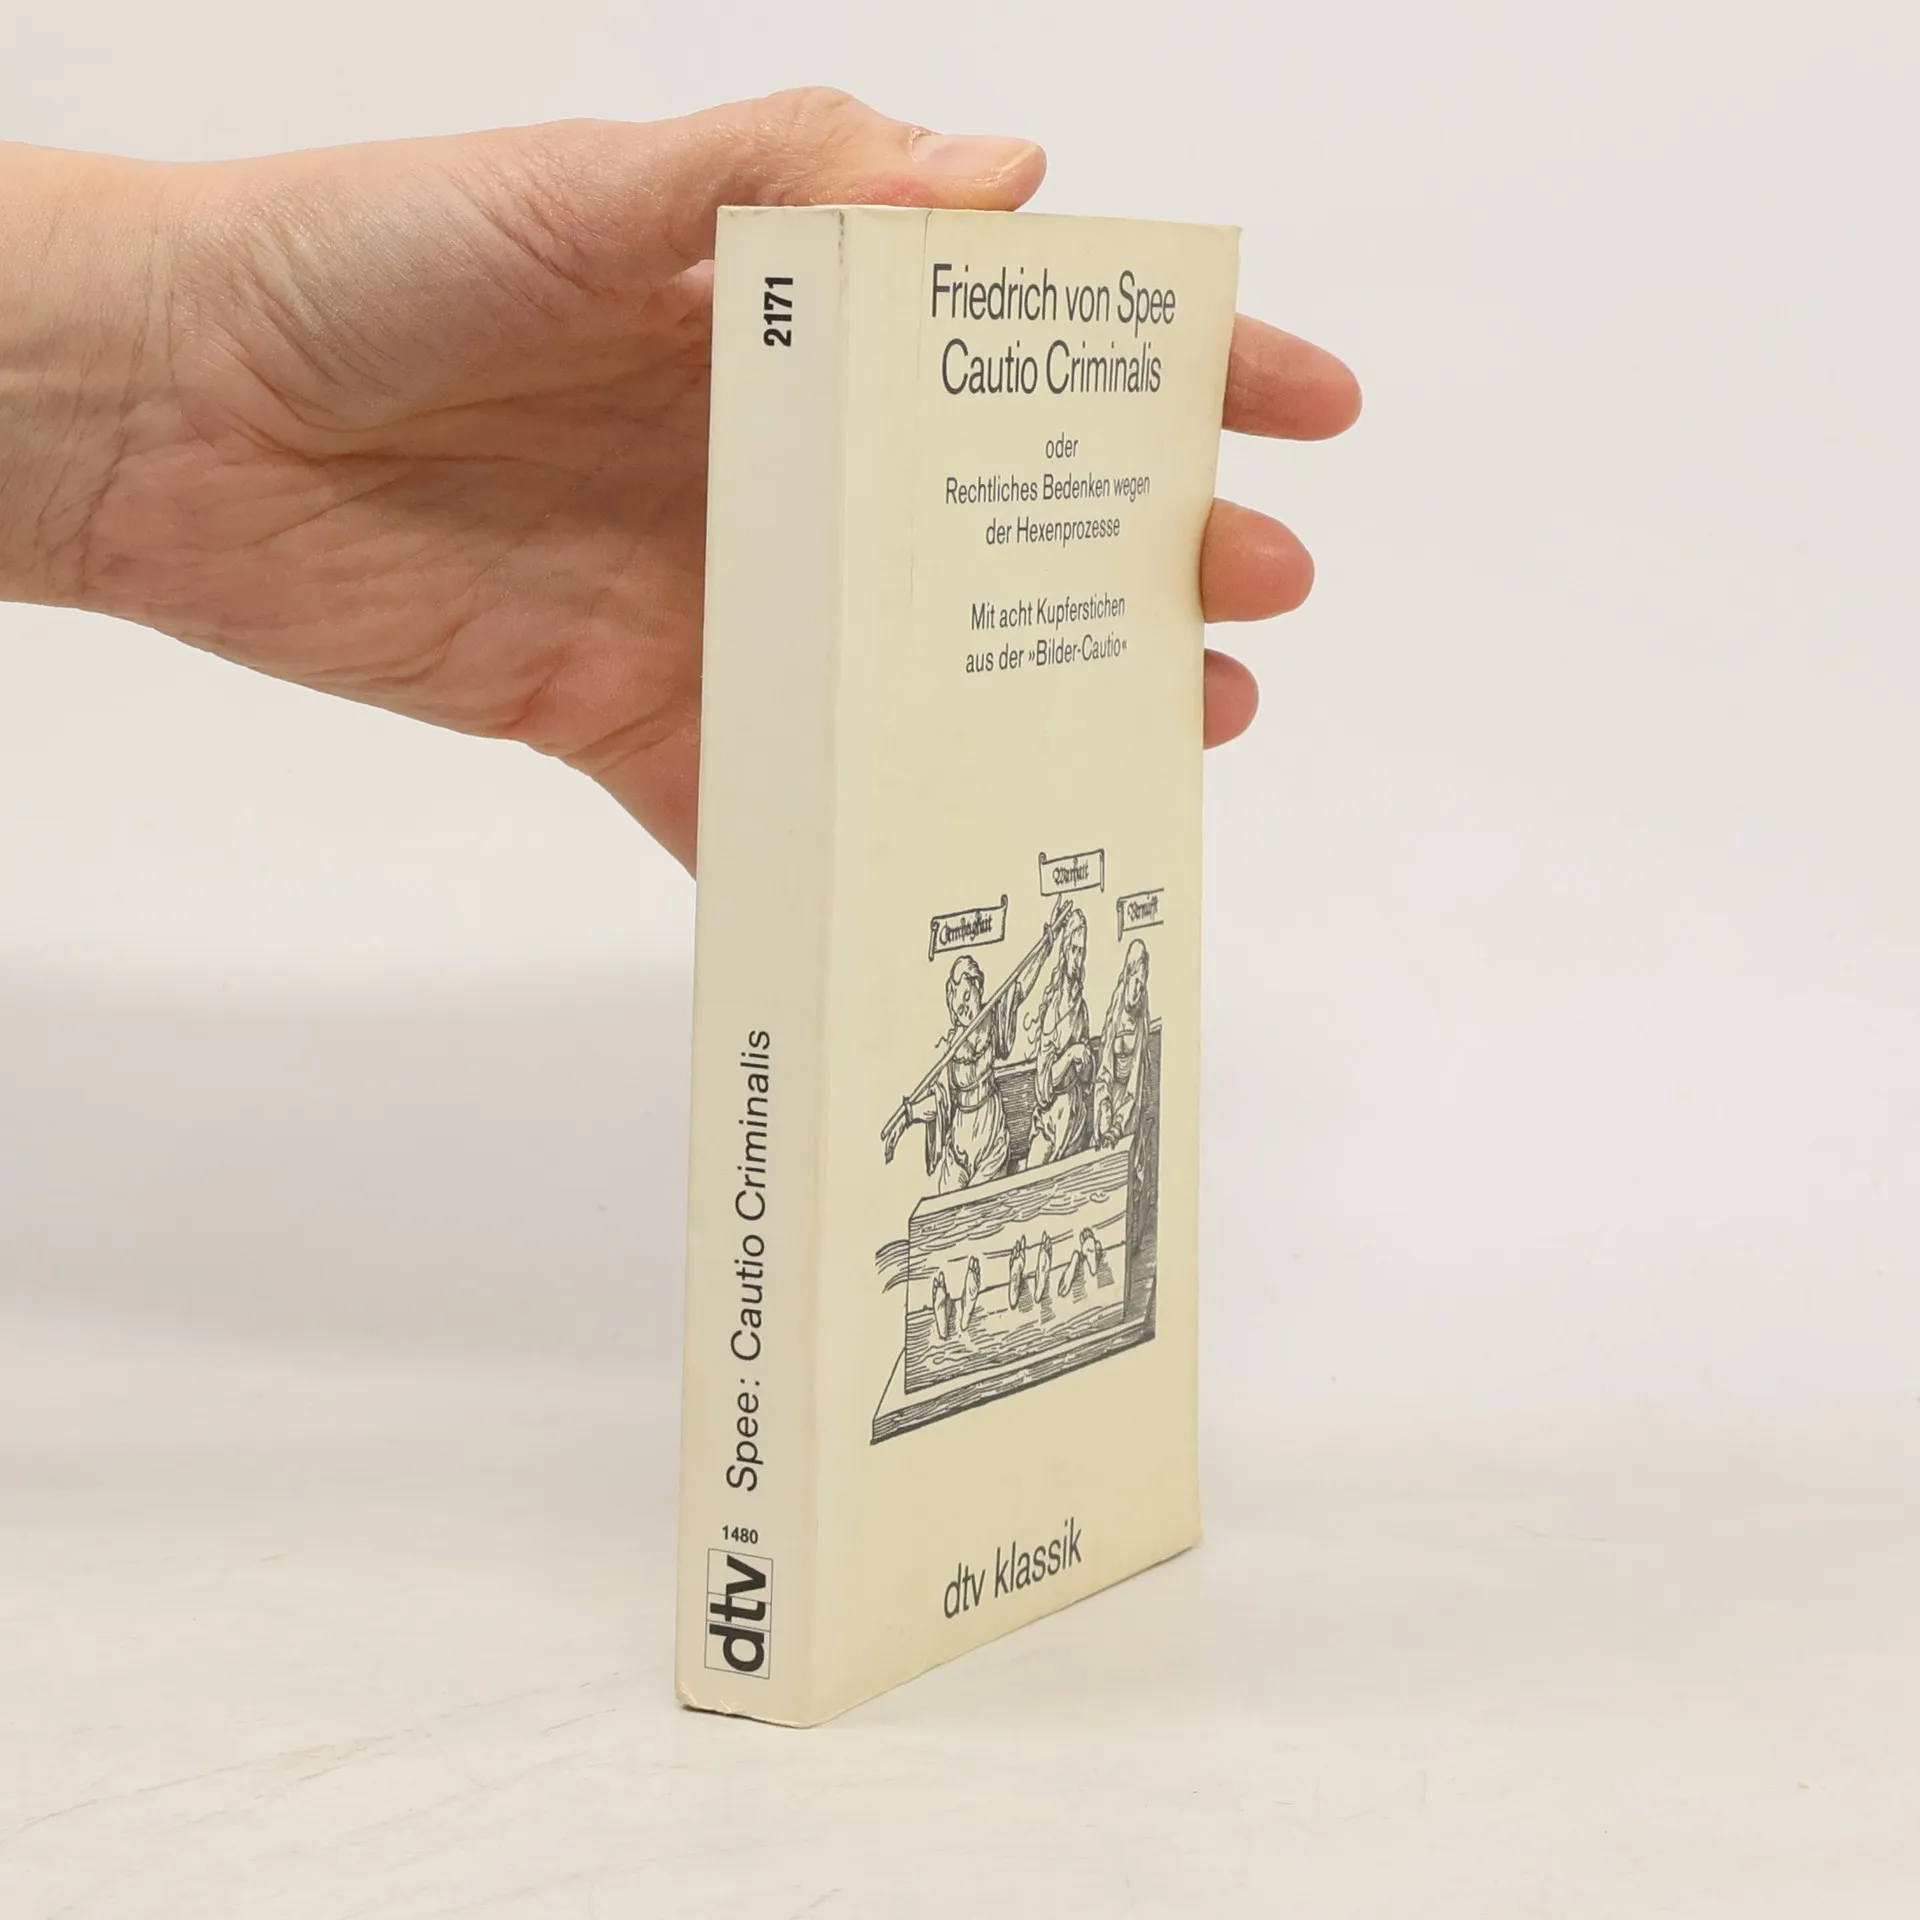 2171
Spee: Cautio Criminalis
1480
dtv
Friedrich von Spee
Cautio Criminalis
oder
Rechtliches Bedenken wegen
der Hexenprozesse
Mit acht Kupferstichen
aus der »Bilder-Cautio«
dtv klassik